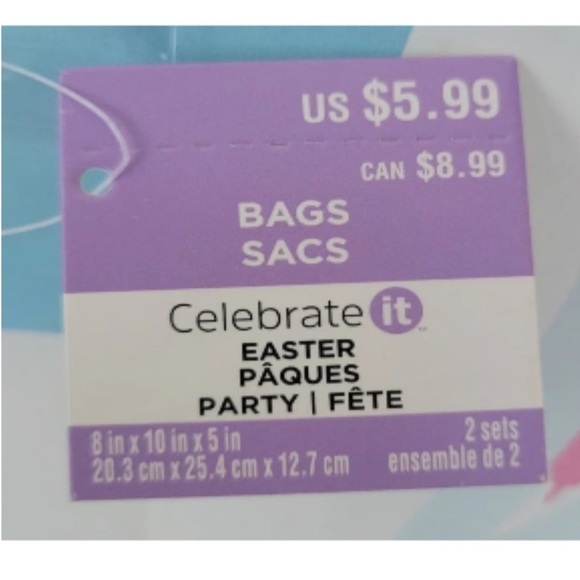 US $5.99
CAN $8.99
BAGS
SACS
Celebrate it™
EASTER
PÂQUES
PARTY | FÊTE
8 in x 10 in x 5 in 2 sets
20.3 cm x 25.4 cm x 12.7 cm ensemble de 2